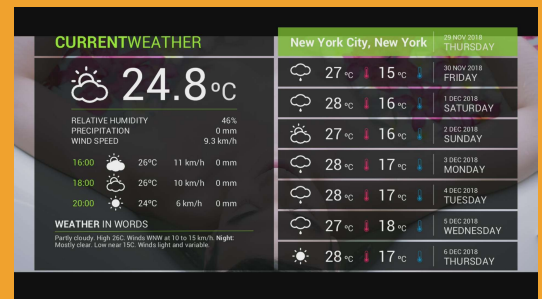 CURRENTWEATHER
24.8°C
RELATIVE HUMIDITY 46%
PRECIPITATION 0 mm
WIND SPEED 9.3 km/h
16:00 26°C 11 km/h 0 mm
18:00 26°C 10 km/h 0 mm
20:00 24°C 6 km/h 0 mm
WEATHER IN WORDS
Partly cloudy. High 26C. Winds WNW at 10 to 15 km/h. Night:
Mostly clear. Low near 15C. Winds light and variable.
New York City, New York 29 NOV 2018
THURSDAY
27 °C 15 °C 30 NOV 2018
FRIDAY
28 °C 16 °C 1 DEC 2018
SATURDAY
27 °C 16 °C 2 DEC 2018
SUNDAY
28 °C 17 °C 3 DEC 2018
MONDAY
28 °C 17 °C 4 DEC 2018
TUESDAY
27 °C 18 °C 5 DEC 2018
WEDNESDAY
28 °C 17 °C 6 DEC 2018
THURSDAY